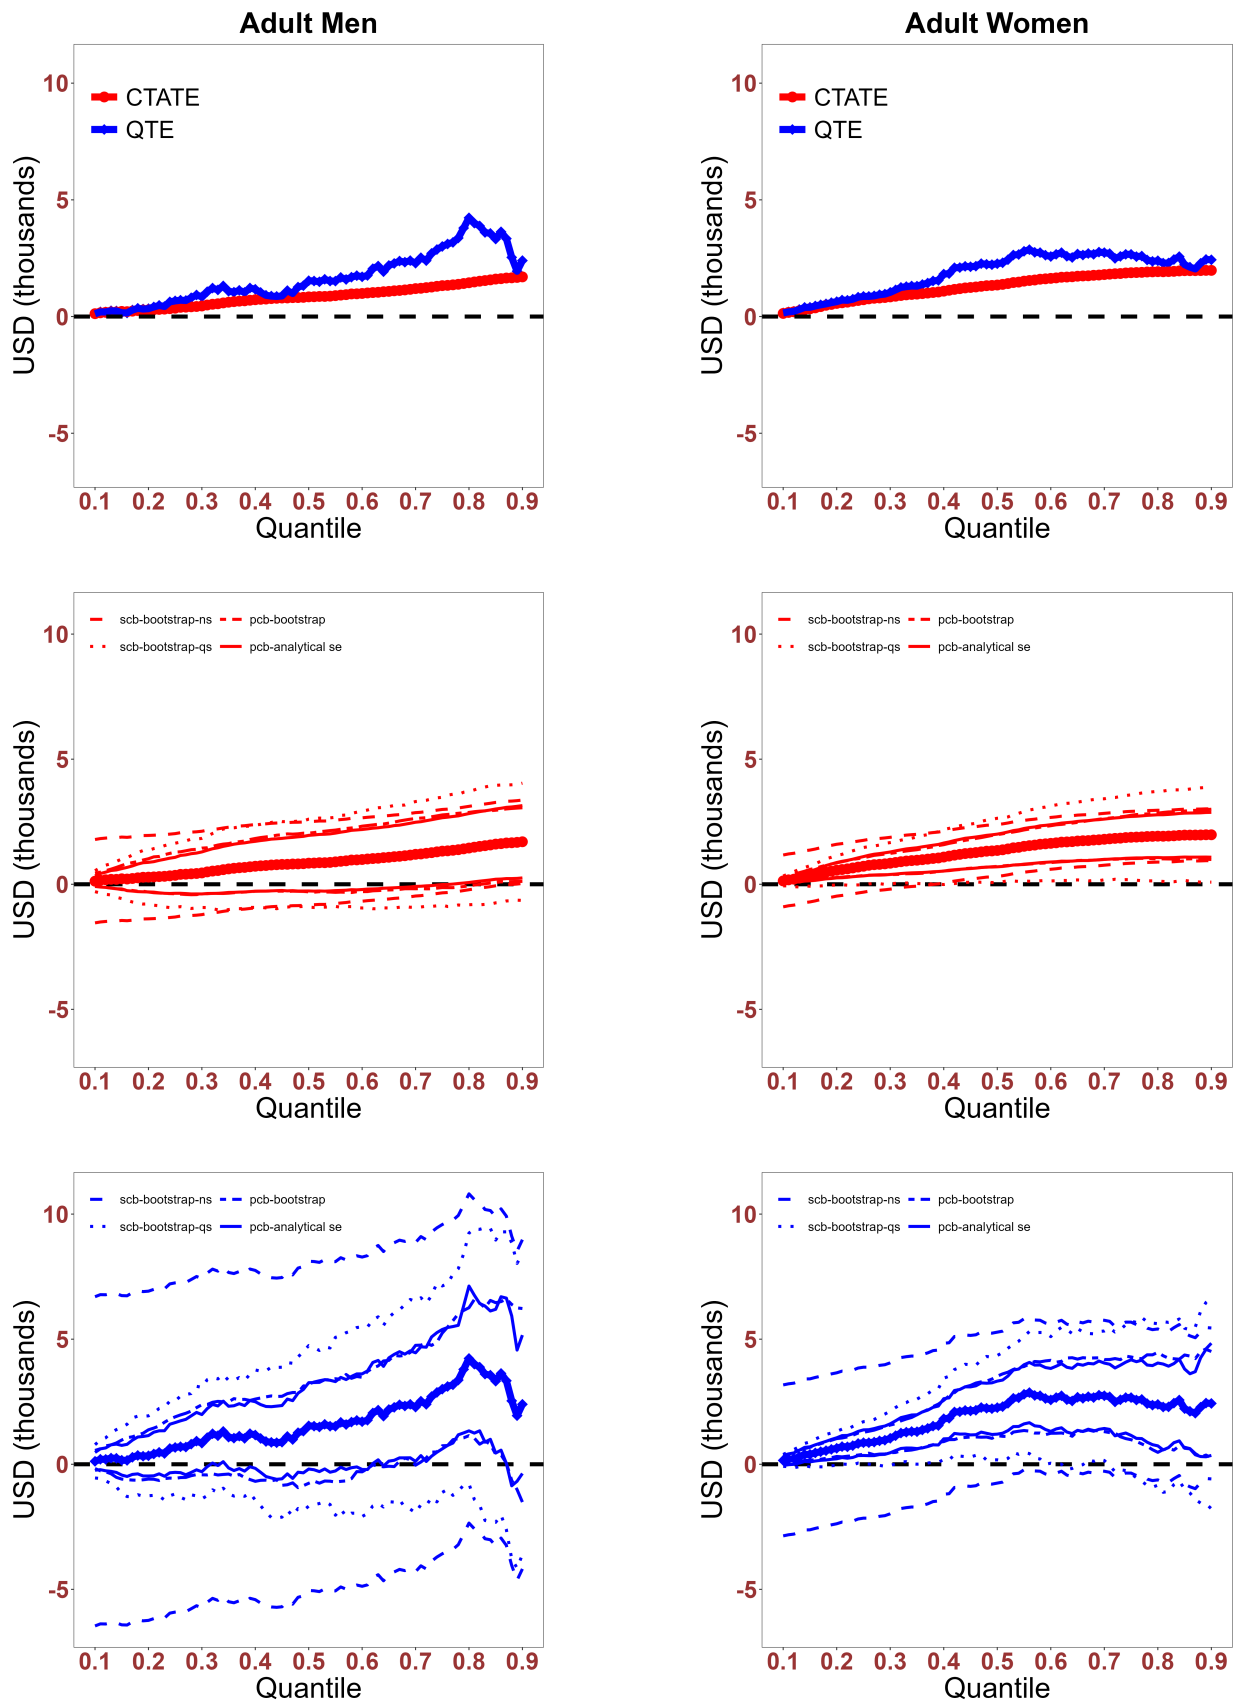 Adult Men
Adult Women
10
5
0
-5
USD (thousands)
CTATE
QTE
0.1 0.2 0.3 0.4 0.5 0.6 0.7 0.8 0.9
Quantile
10
5
0
-5
USD (thousands)
CTATE
QTE
0.1 0.2 0.3 0.4 0.5 0.6 0.7 0.8 0.9
Quantile
10
5
0
-5
USD (thousands)
scb-bootstrap-ns pcb-bootstrap
scb-bootstrap-qs pcb-analytical se
0.1 0.2 0.3 0.4 0.5 0.6 0.7 0.8 0.9
Quantile
10
5
0
-5
USD (thousands)
scb-bootstrap-ns pcb-bootstrap
scb-bootstrap-qs pcb-analytical se
0.1 0.2 0.3 0.4 0.5 0.6 0.7 0.8 0.9
Quantile
10
5
0
-5
USD (thousands)
scb-bootstrap-ns pcb-bootstrap
scb-bootstrap-qs pcb-analytical se
0.1 0.2 0.3 0.4 0.5 0.6 0.7 0.8 0.9
Quantile
10
5
0
-5
USD (thousands)
scb-bootstrap-ns pcb-bootstrap
scb-bootstrap-qs pcb-analytical se
0.1 0.2 0.3 0.4 0.5 0.6 0.7 0.8 0.9
Quantile